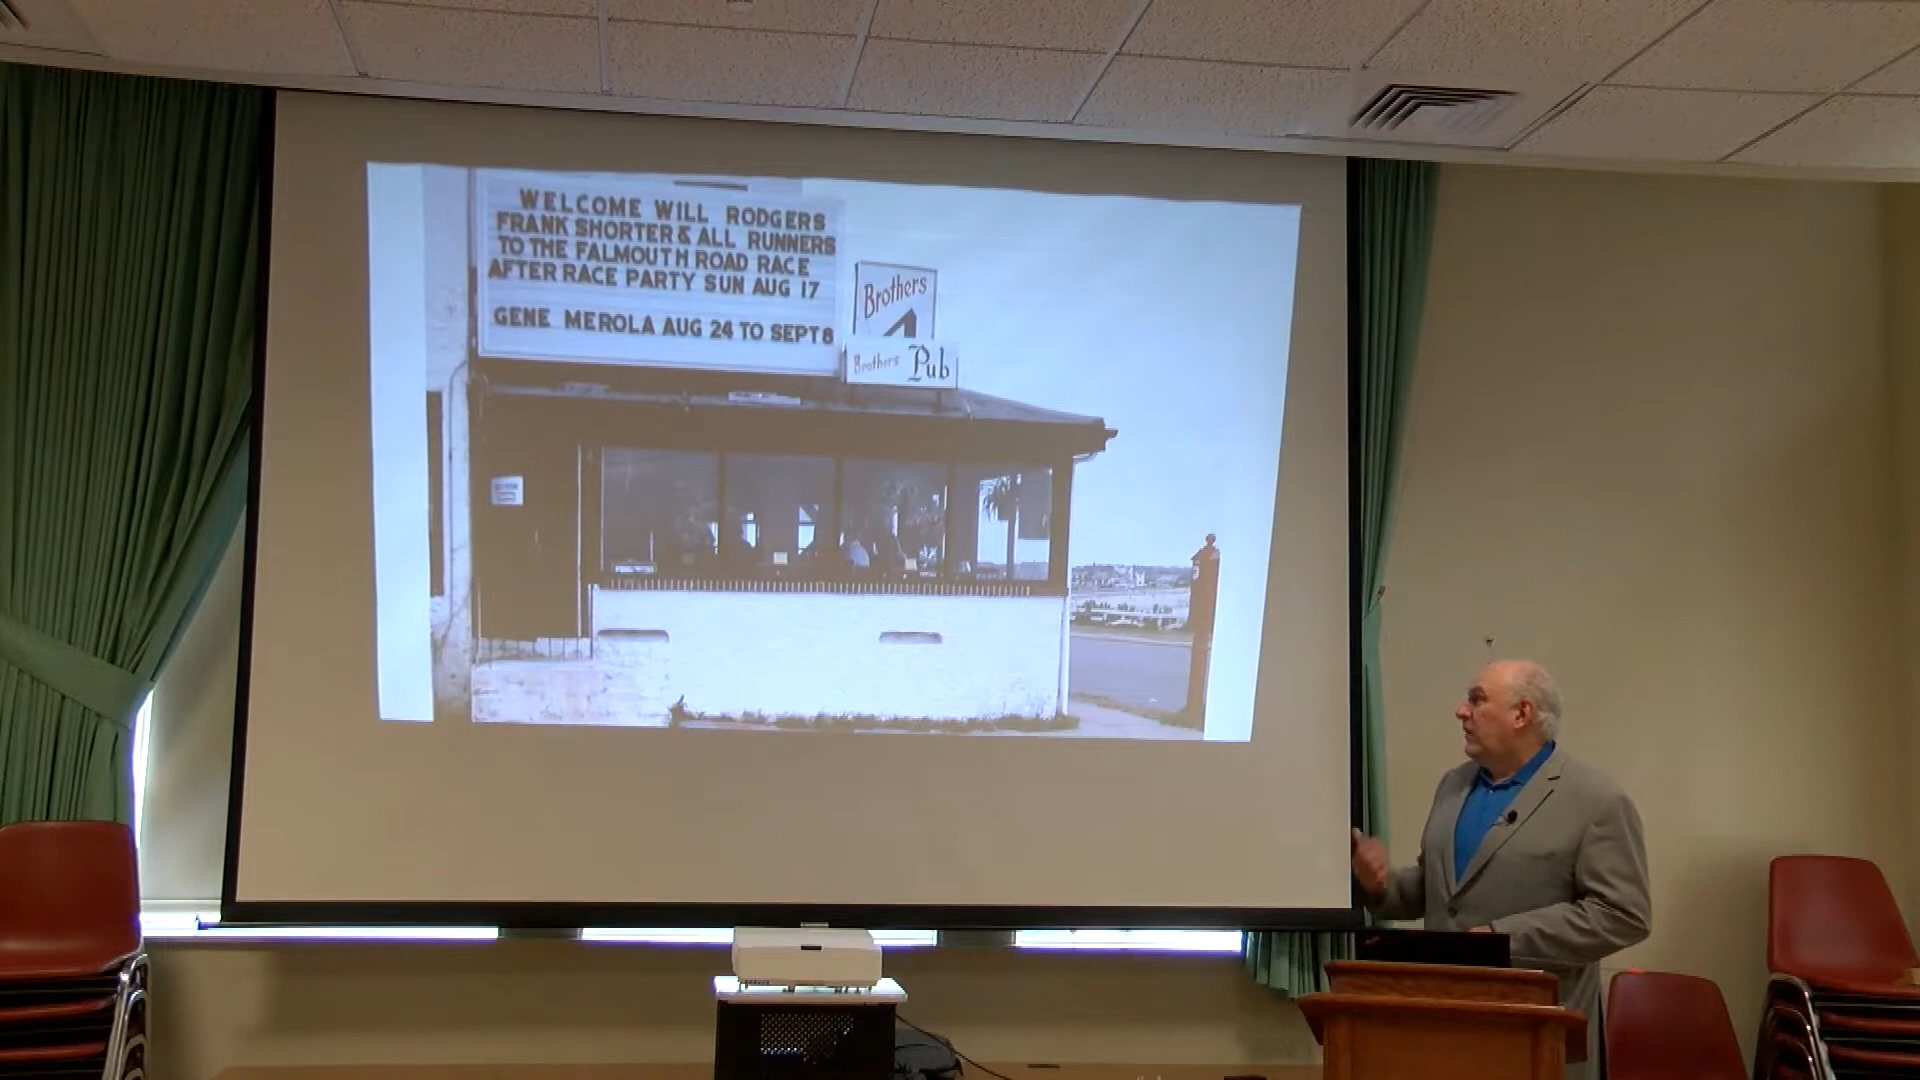 WELCOME WILL RODGERS
FRANK SHORTER & ALL RUNNERS
TO THE FALMOUTH ROAD RACE
AFTER RACE PARTY SUN AUG 17
GENE MEROLA AUG 24 TO SEPT 8
Brothers
4
Brothers Pub